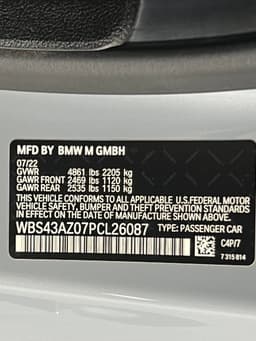 MFD BY BMW M GMBH
07/22
GVWR 4861 lbs 2205 kg
GAWR FRONT 2469 lbs 1120 kg
GAWR REAR 2535 lbs 1150 kg
THIS VEHICLE CONFORMS TO ALL
APPLICABLE U.S. FEDERAL MOTOR VEHICLE
SAFETY, BUMPER, AND THEFT PREVENTION
STANDARDS IN EFFECT ON THE DATE
OF MANUFACTURE SHOWN ABOVE.
WBS43AZ07PCL26087 TYPE: PASSENGER CAR
C4P/7
7 315 814